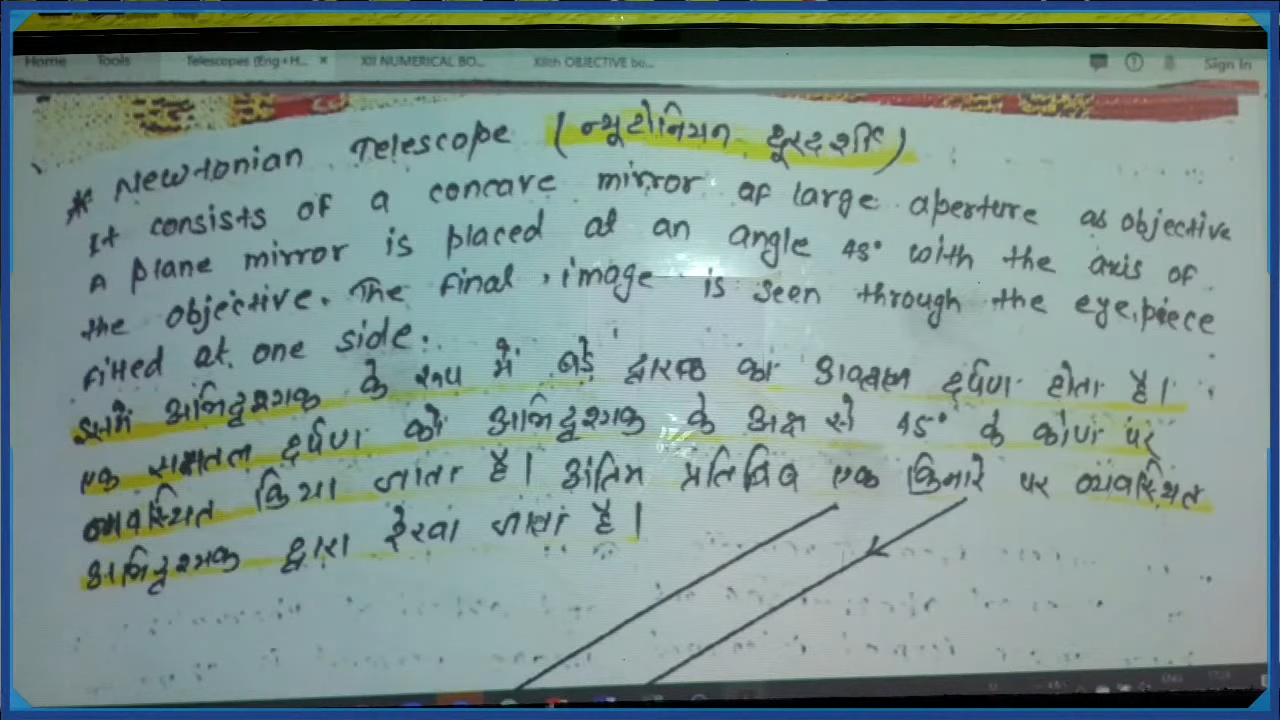 Home Tools Telescopes (Eng+H... × XII NUMERICAL BO... XIIth OBJECTIVE bo... Sign In
* Newtonian Telescope (न्यूटोनियन दूरदर्शी)
It consists of a concave mirror of large aperture as objective
A plane mirror is placed at an angle 45° with the axis of
the objective. The final image is seen through the eye piece
fitted at one side.
इसमें अभिदृश्यक के रूप में बड़े द्वारक का अवतल दर्पण होता है।
एक समतल दर्पण को अभिदृश्यक के अक्ष से 45° के कोण पर
व्यवस्थित किया जाता है। अंतिम प्रतिबिंब एक किनारे पर व्यवस्थित
अभिदृश्यक द्वारा देखा जाता है।